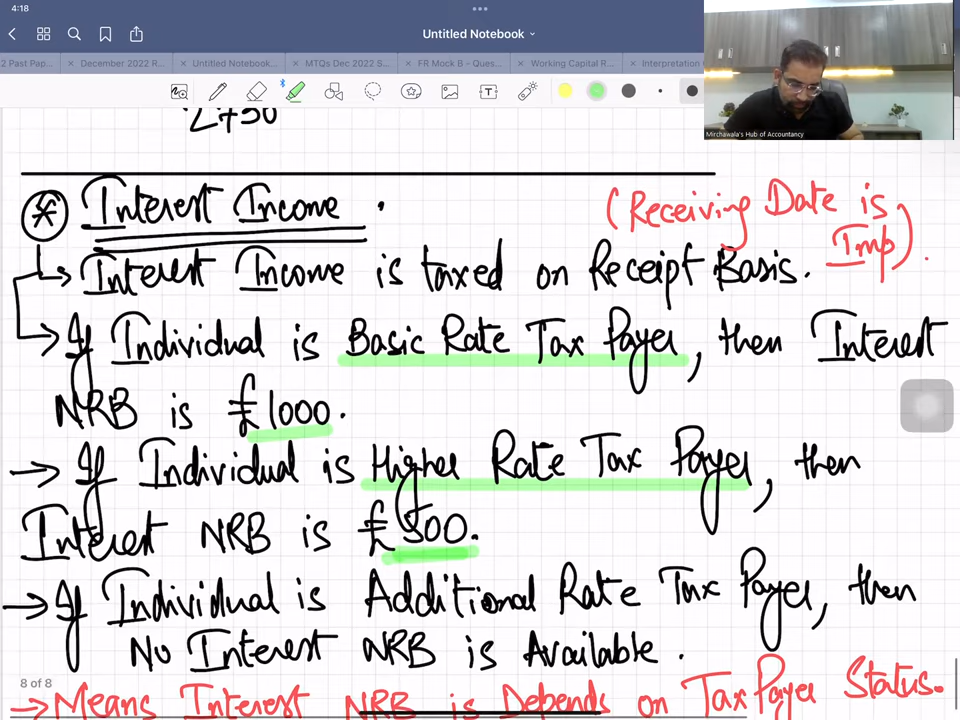 4:18
Untitled Notebook
2 Past Pap...
December 2022 R...
Untitled Notebook...
MTQs Dec 2022 S...
FR Mock B - Ques...
Working Capital R...
Interpretation
Mirchawala's Hub of Accountancy
2730
Interest Income .
(Receiving Date is
Imp).
Interest Income is taxed on Receipt Basis.
If Individual is Basic Rate Tax Payer, then Interest
NRB is £1000.
→ If Individual is Higher Rate Tax Payer, then
Interest NRB is £500.
→ If Individual is Additional Rate Tax Payer, then
No Interest NRB is Available.
8 of 8
→ Means Interest NRB is Depends on Tax Payer Status.